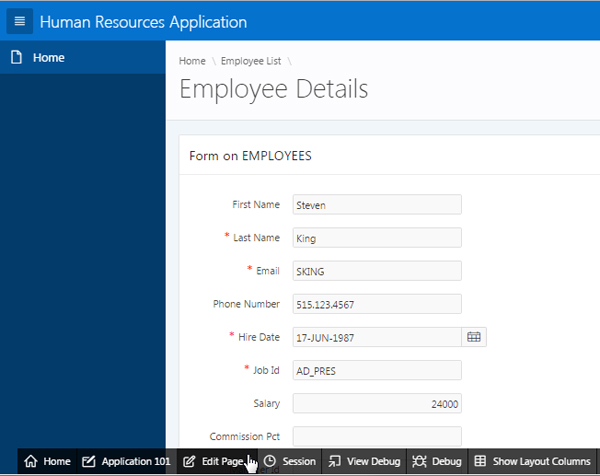 Human Resources Application
Home
Home \ Employee List \
Employee Details
Form on EMPLOYEES
First Name Steven
* Last Name King
* Email SKING
Phone Number 515.123.4567
* Hire Date 17-JUN-1987
* Job Id AD_PRES
Salary 24000
Commission Pct
Home Application 101 Edit Page Session View Debug Debug Show Layout Columns